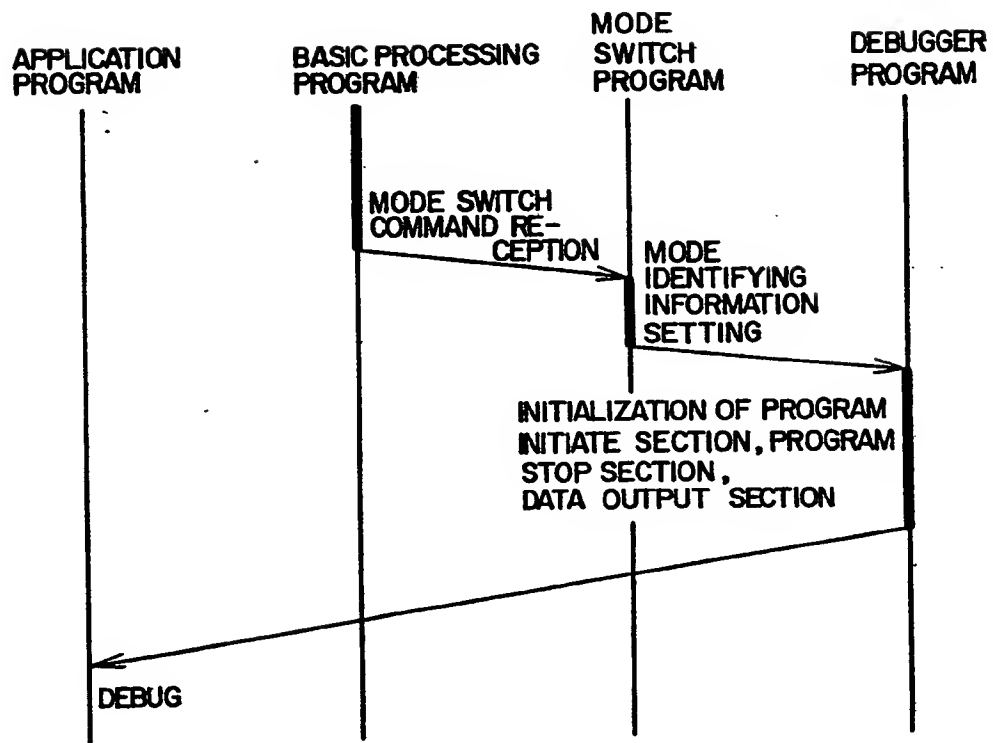 APPLICATION
PROGRAM
BASIC PROCESSING
PROGRAM
MODE
SWITCH
PROGRAM
DEBUGGER
PROGRAM
MODE SWITCH
COMMAND RE-
CEPTION
MODE
IDENTIFYING
INFORMATION
SETTING
INITIALIZATION OF PROGRAM
INITIATE SECTION, PROGRAM
STOP SECTION,
DATA OUTPUT SECTION
DEBUG